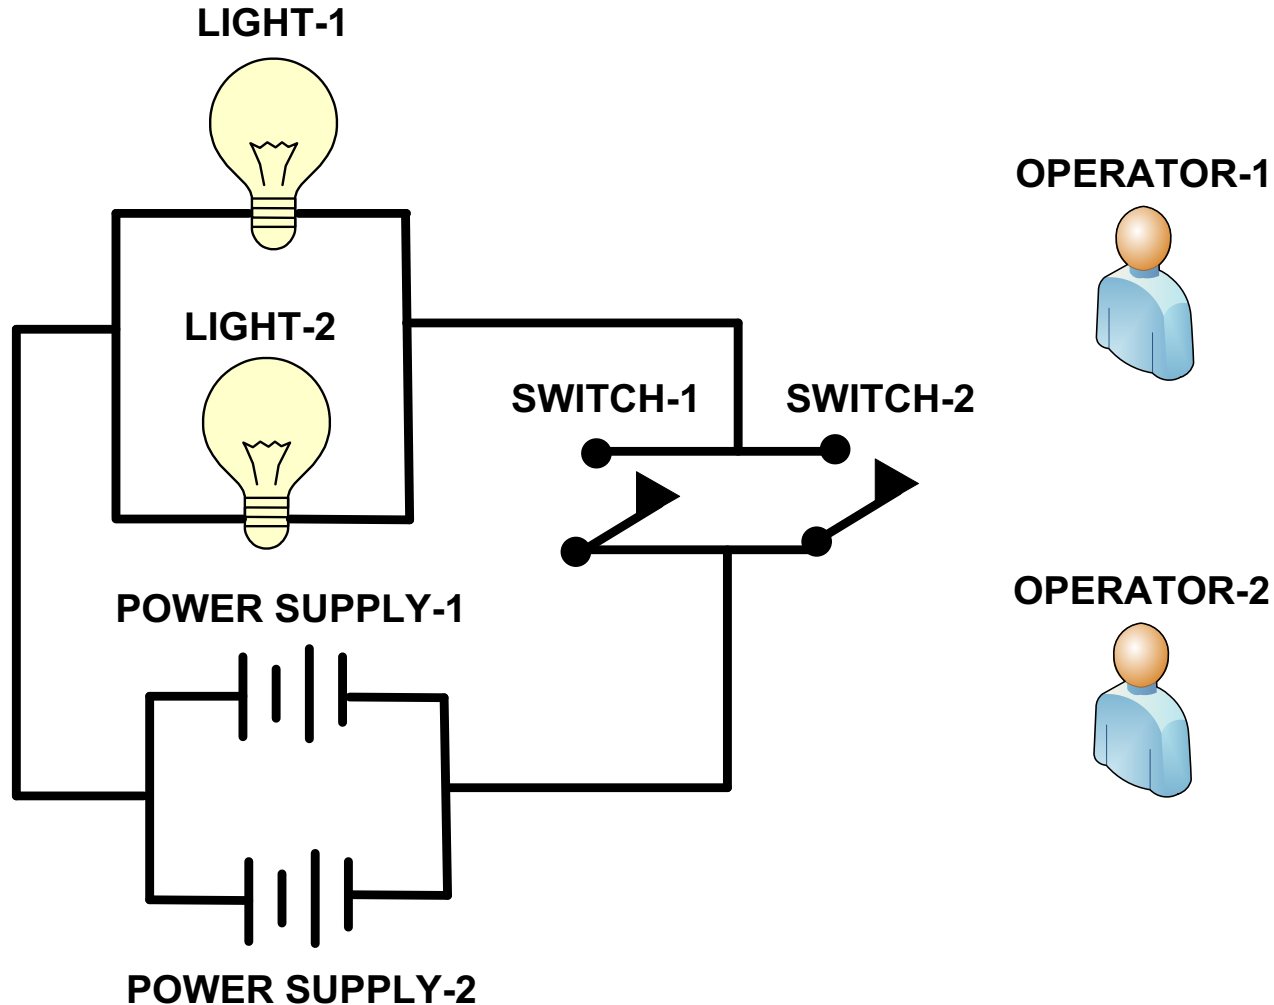 LIGHT-1
OPERATOR-1
LIGHT-2
SWITCH-1
SWITCH-2
OPERATOR-2
POWER SUPPLY-1
POWER SUPPLY-2